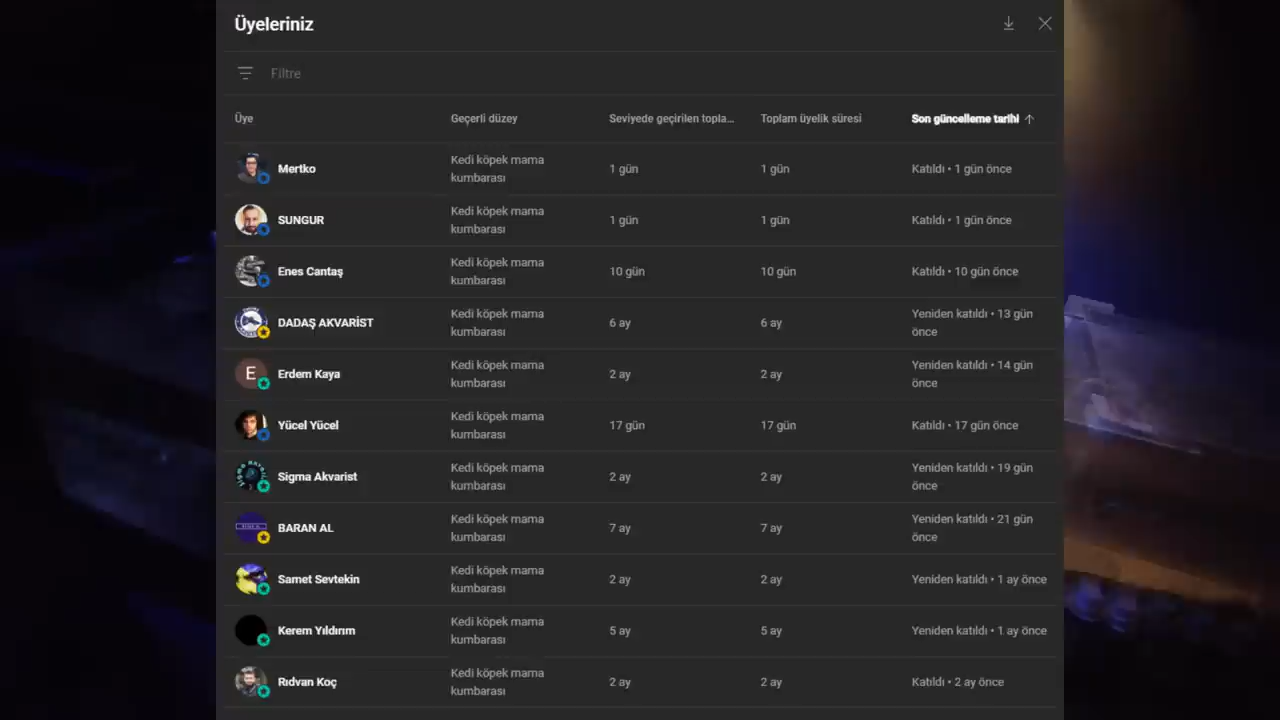 Üyeleriniz
Filtre
Üye Geçerli düzey Seviyede geçirilen topla... Toplam üyelik süresi Son güncelleme tarihi
Mertko Kedi köpek mama kumbarası 1 gün 1 gün Katıldı • 1 gün önce
SUNGUR Kedi köpek mama kumbarası 1 gün 1 gün Katıldı • 1 gün önce
Enes Cantaş Kedi köpek mama kumbarası 10 gün 10 gün Katıldı • 10 gün önce
DADAŞ AKVARİST Kedi köpek mama kumbarası 6 ay 6 ay Yeniden katıldı • 13 gün önce
E Erdem Kaya Kedi köpek mama kumbarası 2 ay 2 ay Yeniden katıldı • 14 gün önce
Yücel Yücel Kedi köpek mama kumbarası 17 gün 17 gün Katıldı • 17 gün önce
Sigma Akvarist Kedi köpek mama kumbarası 2 ay 2 ay Yeniden katıldı • 19 gün önce
BARAN AL Kedi köpek mama kumbarası 7 ay 7 ay Yeniden katıldı • 21 gün önce
Samet Sevtekin Kedi köpek mama kumbarası 2 ay 2 ay Yeniden katıldı • 1 ay önce
Kerem Yıldırım Kedi köpek mama kumbarası 5 ay 5 ay Yeniden katıldı • 1 ay önce
Rıdvan Koç Kedi köpek mama kumbarası 2 ay 2 ay Katıldı • 2 ay önce